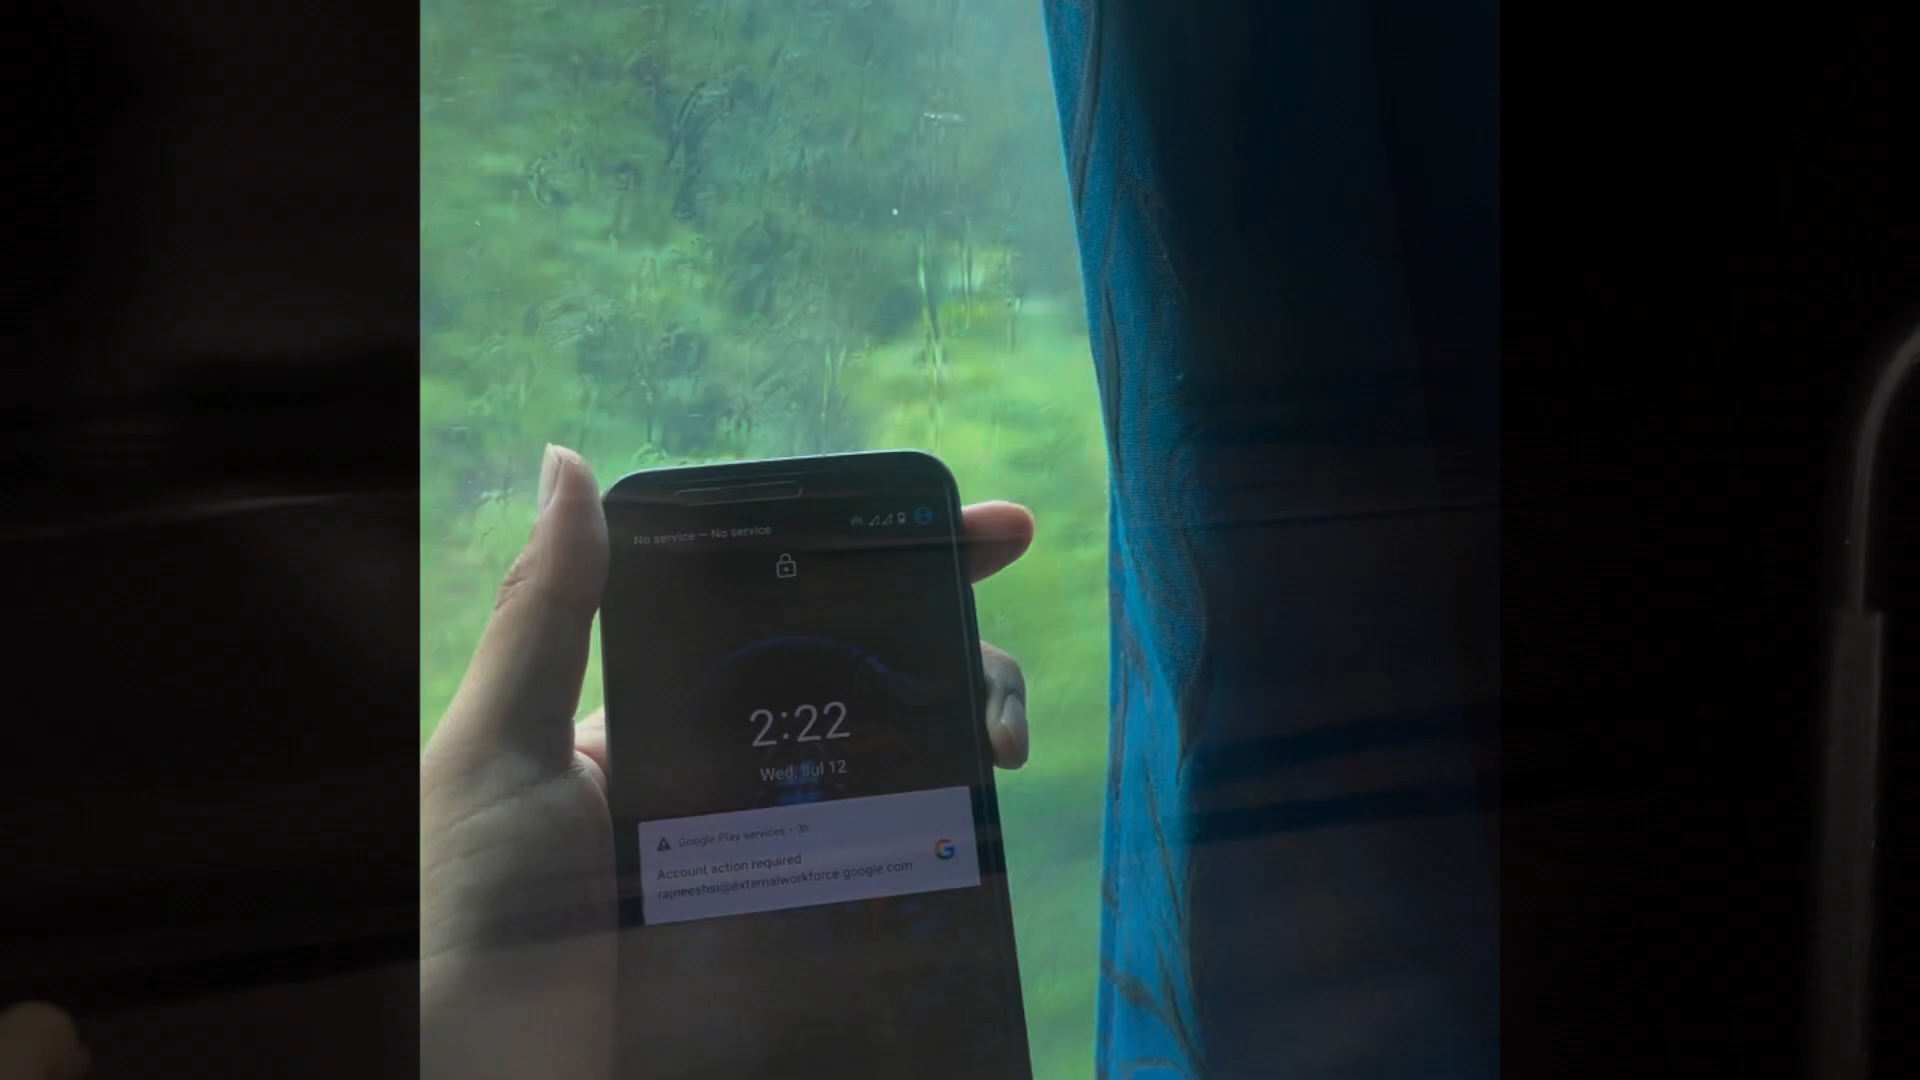 No service — No service
2:22
Wed, Jul 12
Google Play services • 3h
Account action required
rajneeshsi@externalworkforce.google.com